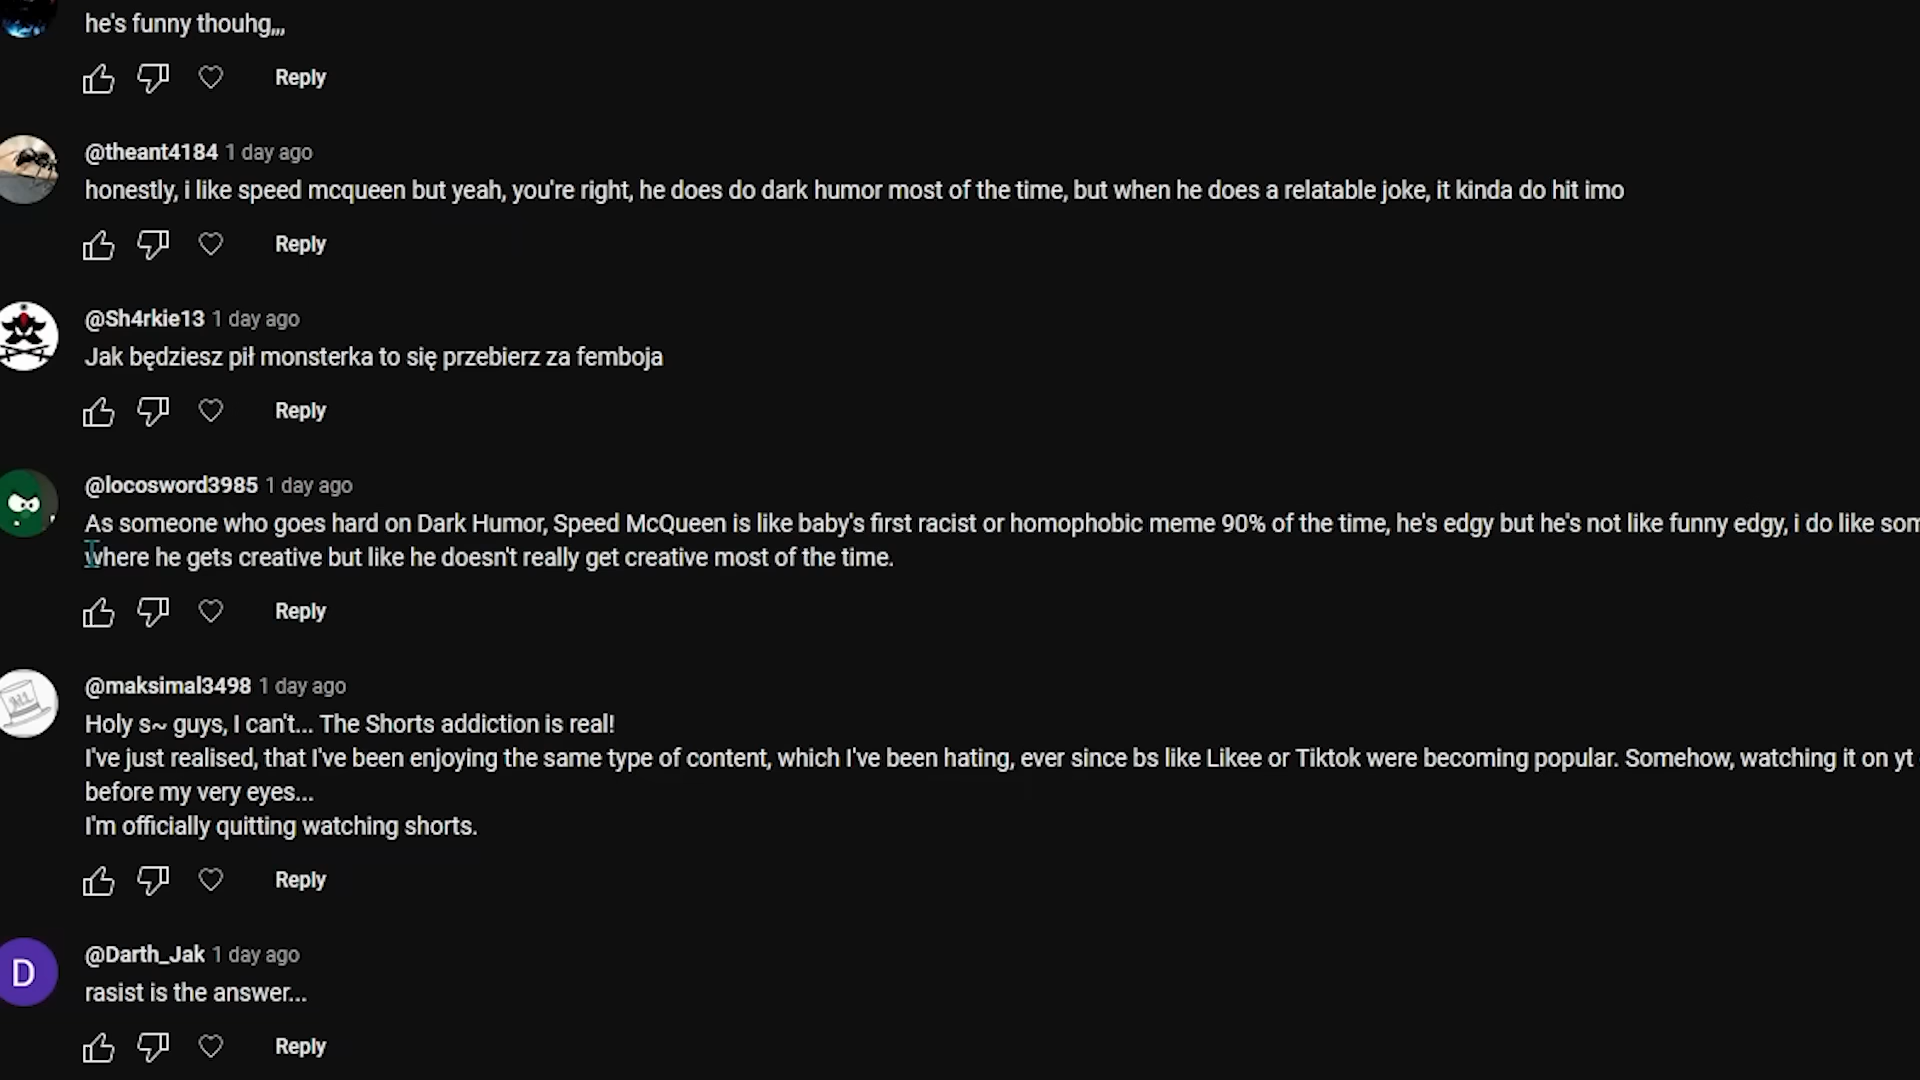 he's funny thouhg,,,
Reply
@theant4184 1 day ago
honestly, i like speed mcqueen but yeah, you're right, he does do dark humor most of the time, but when he does a relatable joke, it kinda do hit imo
Reply
@Sh4rkie13 1 day ago
Jak będziesz pił monsterka to się przebierz za femboja
Reply
@locosword3985 1 day ago
As someone who goes hard on Dark Humor, Speed McQueen is like baby's first racist or homophobic meme 90% of the time, he's edgy but he's not like funny edgy, i do like
where he gets creative but like he doesn't really get creative most of the time.
Reply
@maksimal3498 1 day ago
Holy s~ guys, I can't... The Shorts addiction is real!
I've just realised, that I've been enjoying the same type of content, which I've been hating, ever since bs like Likee or Tiktok were becoming popular. Somehow, watching it on yt
before my very eyes...
I'm officially quitting watching shorts.
Reply
D
@Darth_Jak 1 day ago
rasist is the answer...
Reply